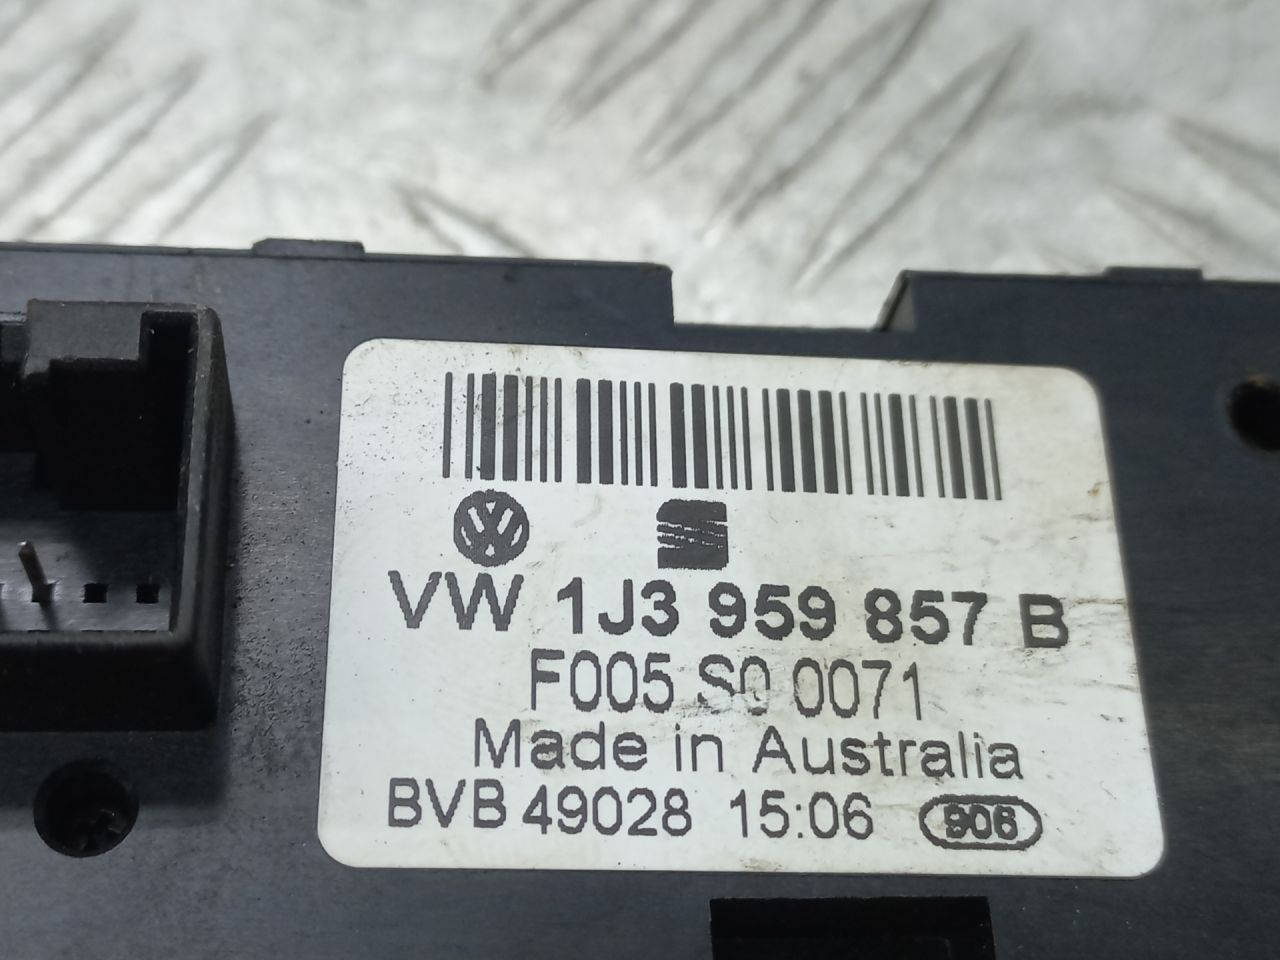 VW 1J3 959 857 B
F005 S0 0071
Made in Australia
BVB 49028 15:06 906